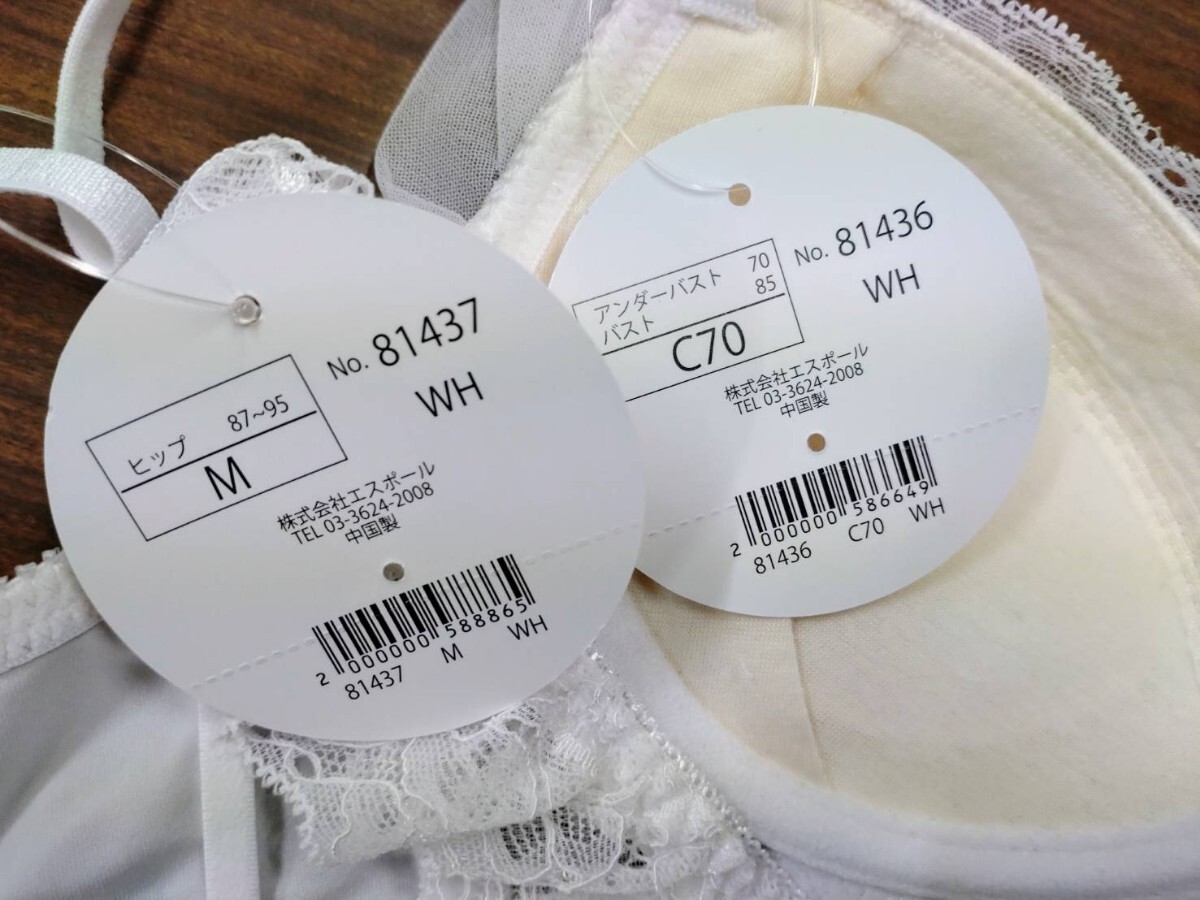 No. 81437
WH
ヒップ 87~95
M
株式会社エスポール
TEL 03-3624-2008
中国製
2 000000 588865
81437 M WH
No. 81436
WH
アンダーバスト 70
バスト 85
C70
株式会社エスポール
TEL 03-3624-2008
中国製
2 000000 586649
81436 C70 WH